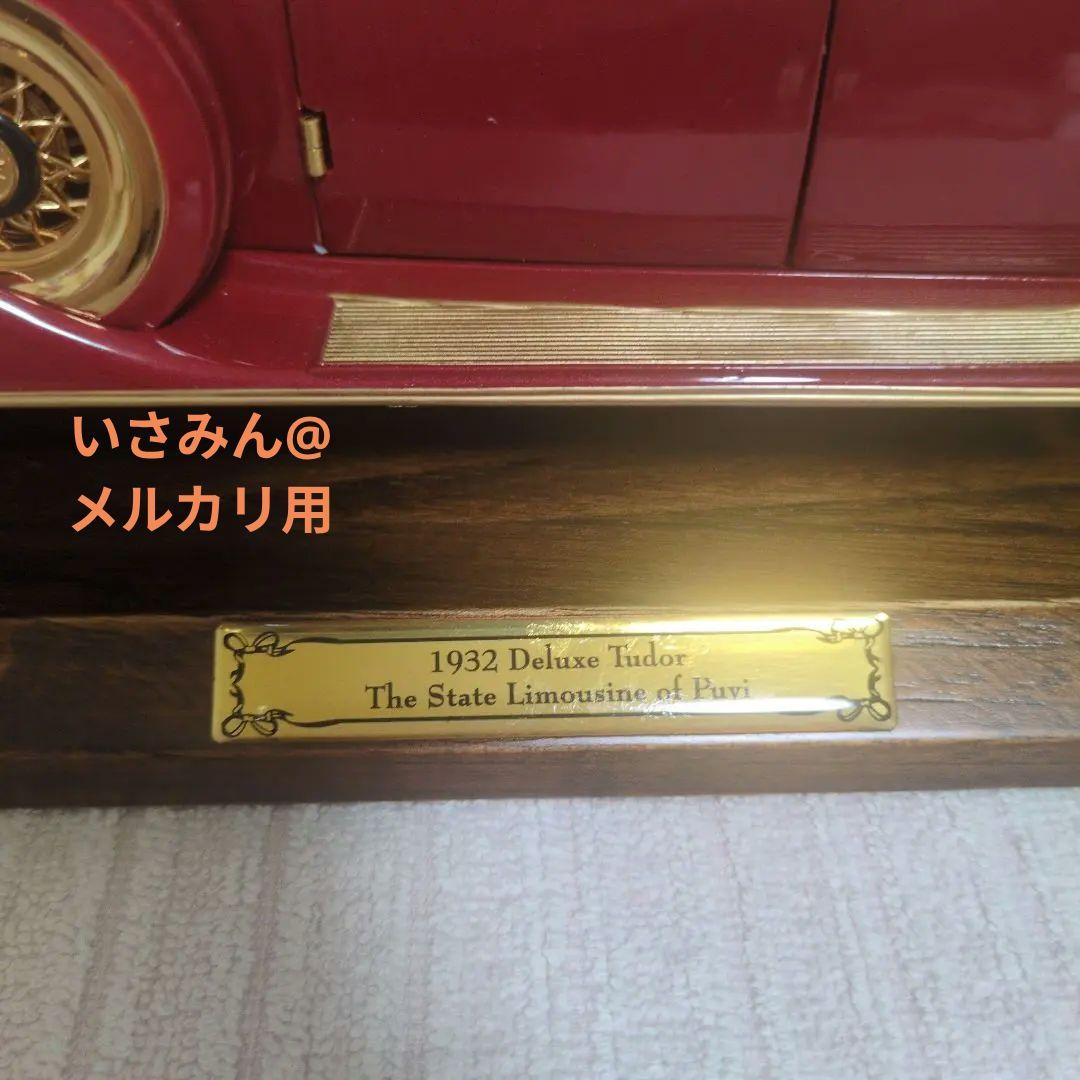 いさみん@
メルカリ用
1932 Deluxe Tudor
The State Limousine of Puyi